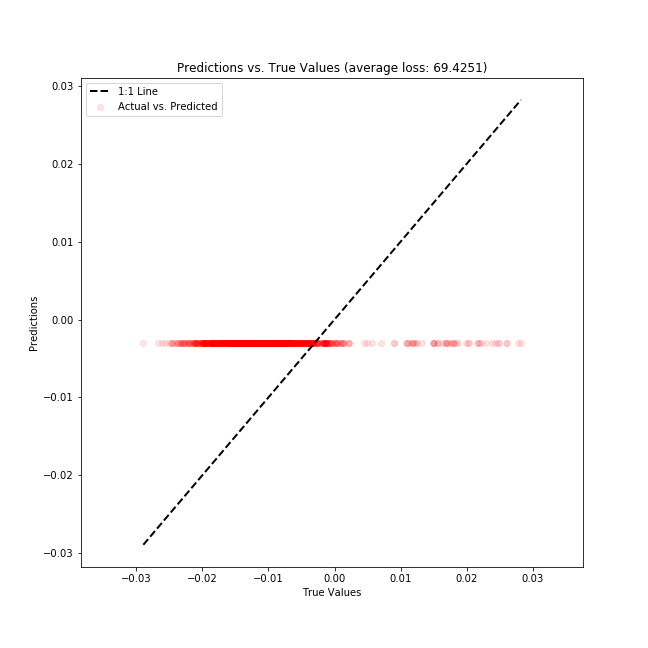 Predictions vs. True Values (average loss: 69.4251)
1:1 Line
Actual vs. Predicted
0.03
0.02
0.01
0.00
−0.01
−0.02
−0.03
Predictions
−0.03 −0.02 −0.01 0.00 0.01 0.02 0.03
True Values